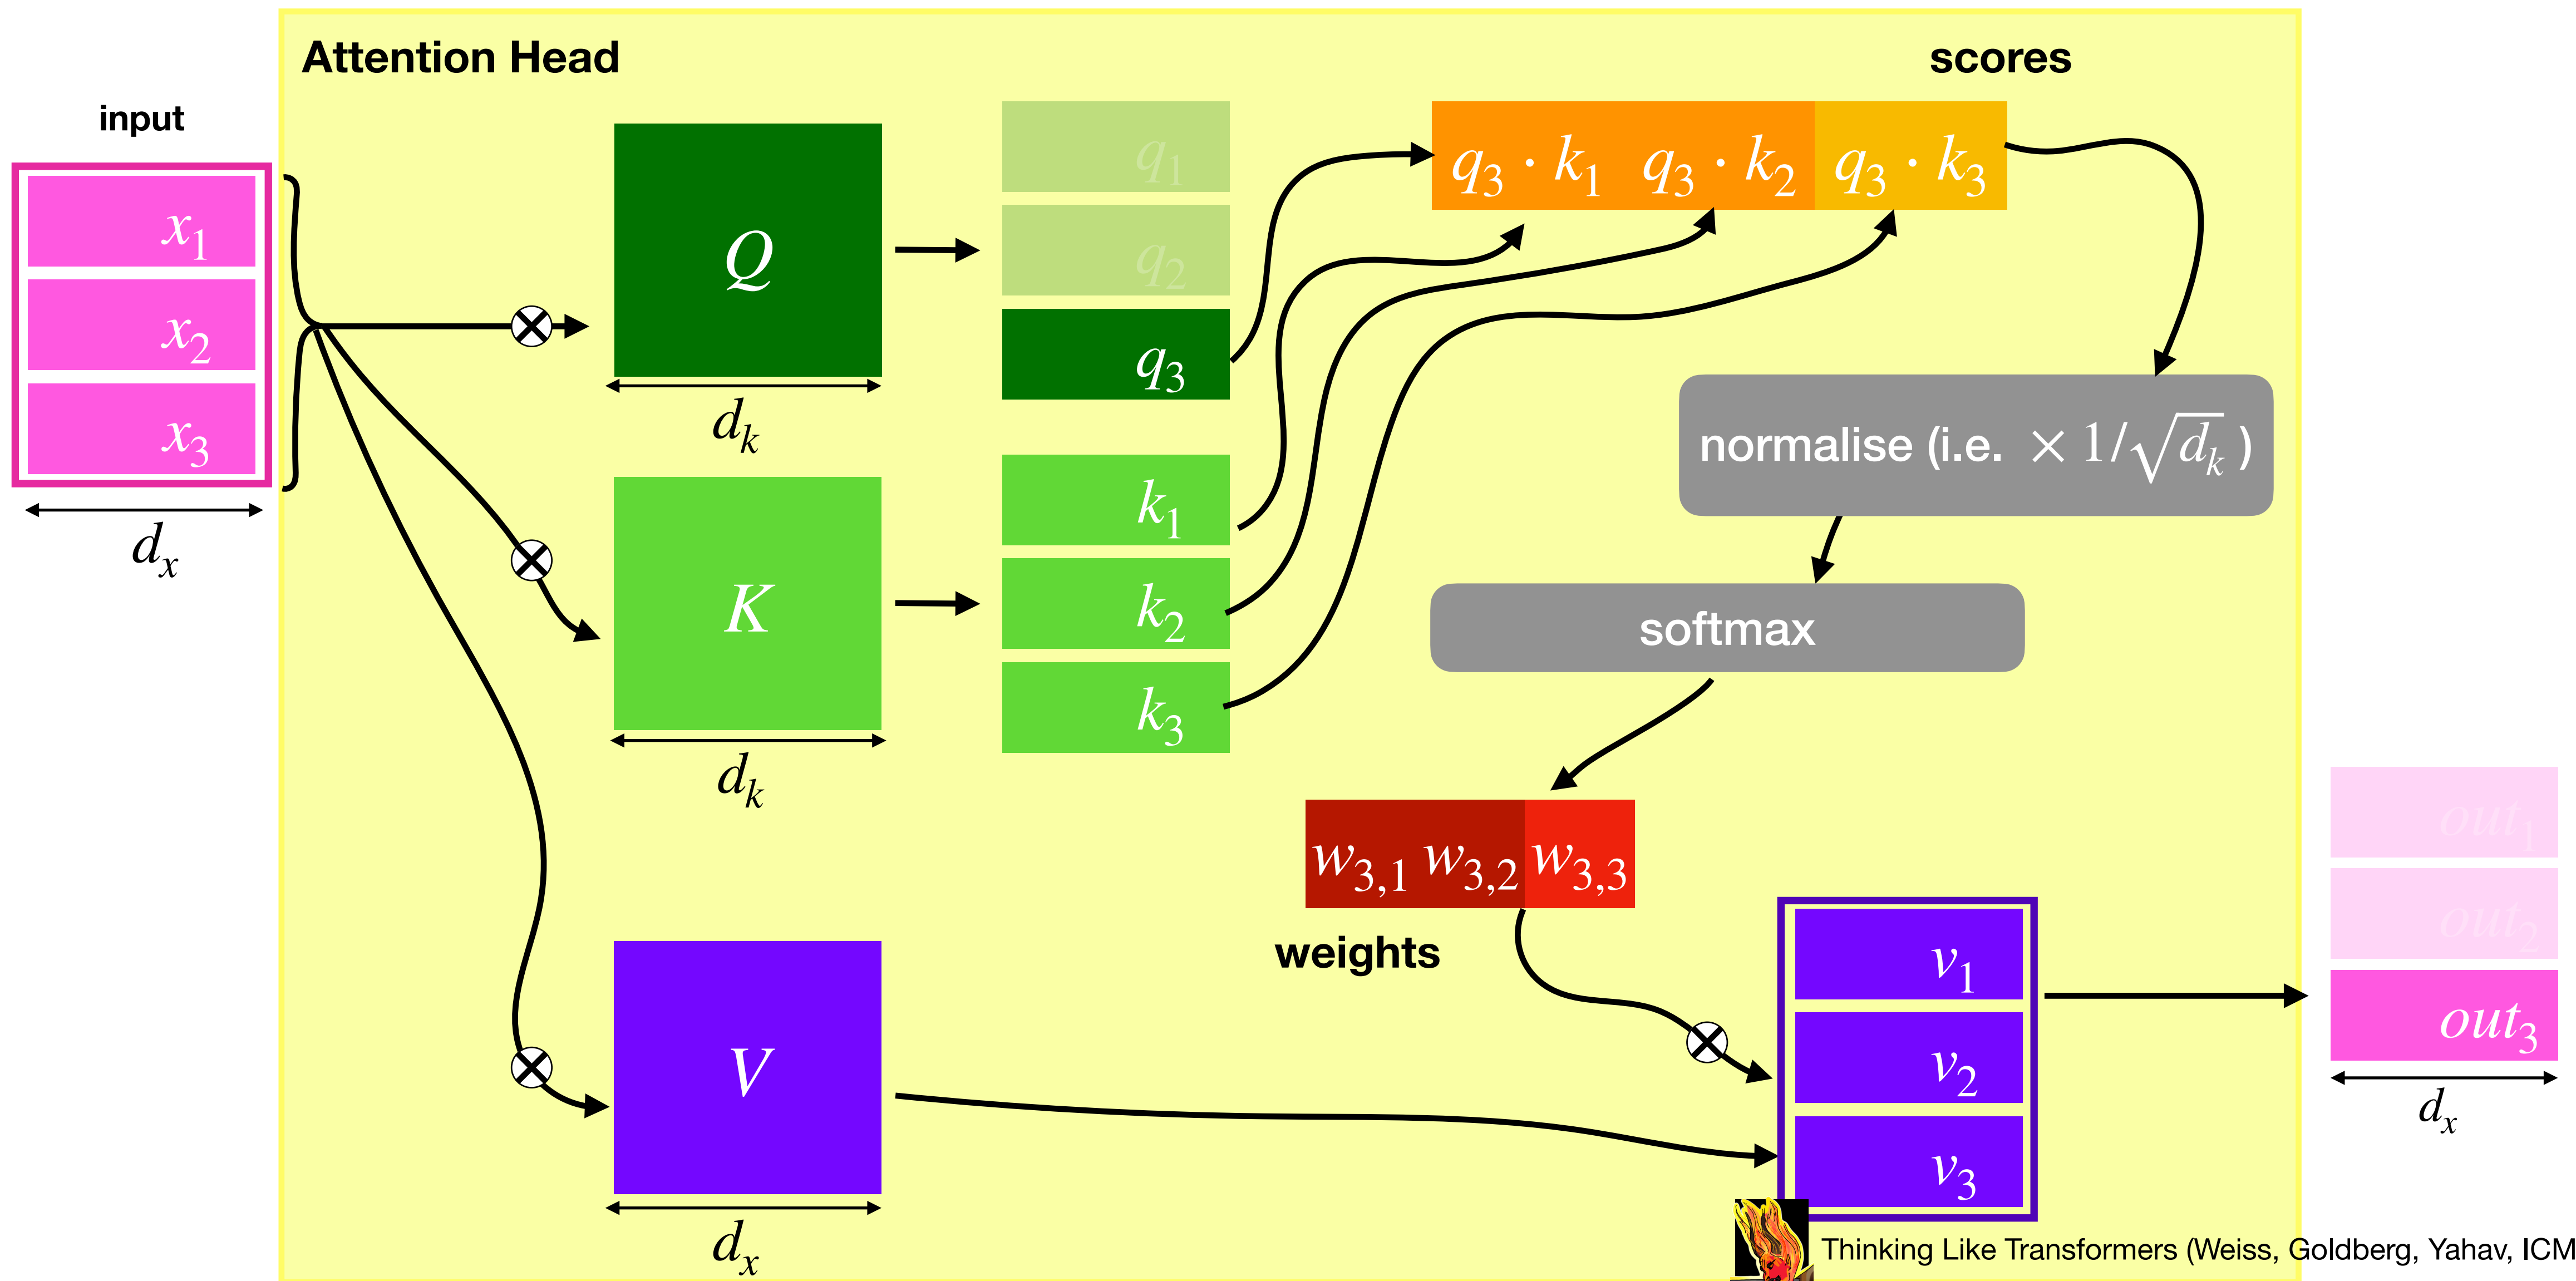 Attention Head
scores
input
x₁
x₂
x₃
dₓ
Q
dₖ
K
dₖ
V
dₓ
q₁
q₂
q₃
k₁
k₂
k₃
q₃ · k₁ q₃ · k₂ q₃ · k₃
normalise (i.e. × 1/√dₖ )
softmax
w₃,₁ w₃,₂ w₃,₃
weights
v₁
v₂
v₃
out₁
out₂
out₃
dₓ
Thinking Like Transformers (Weiss, Goldberg, Yahav, ICM